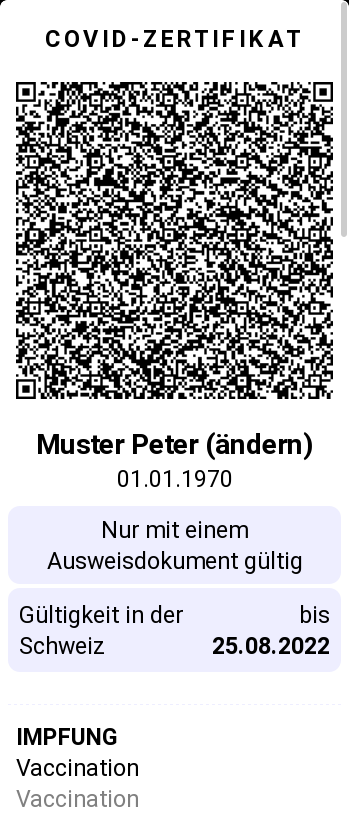 COVID-ZERTIFIKAT
Muster Peter (ändern)
01.01.1970
Nur mit einem
Ausweisdokument gültig
Gültigkeit in der bis
Schweiz 25.08.2022
IMPFUNG
Vaccination
Vaccination